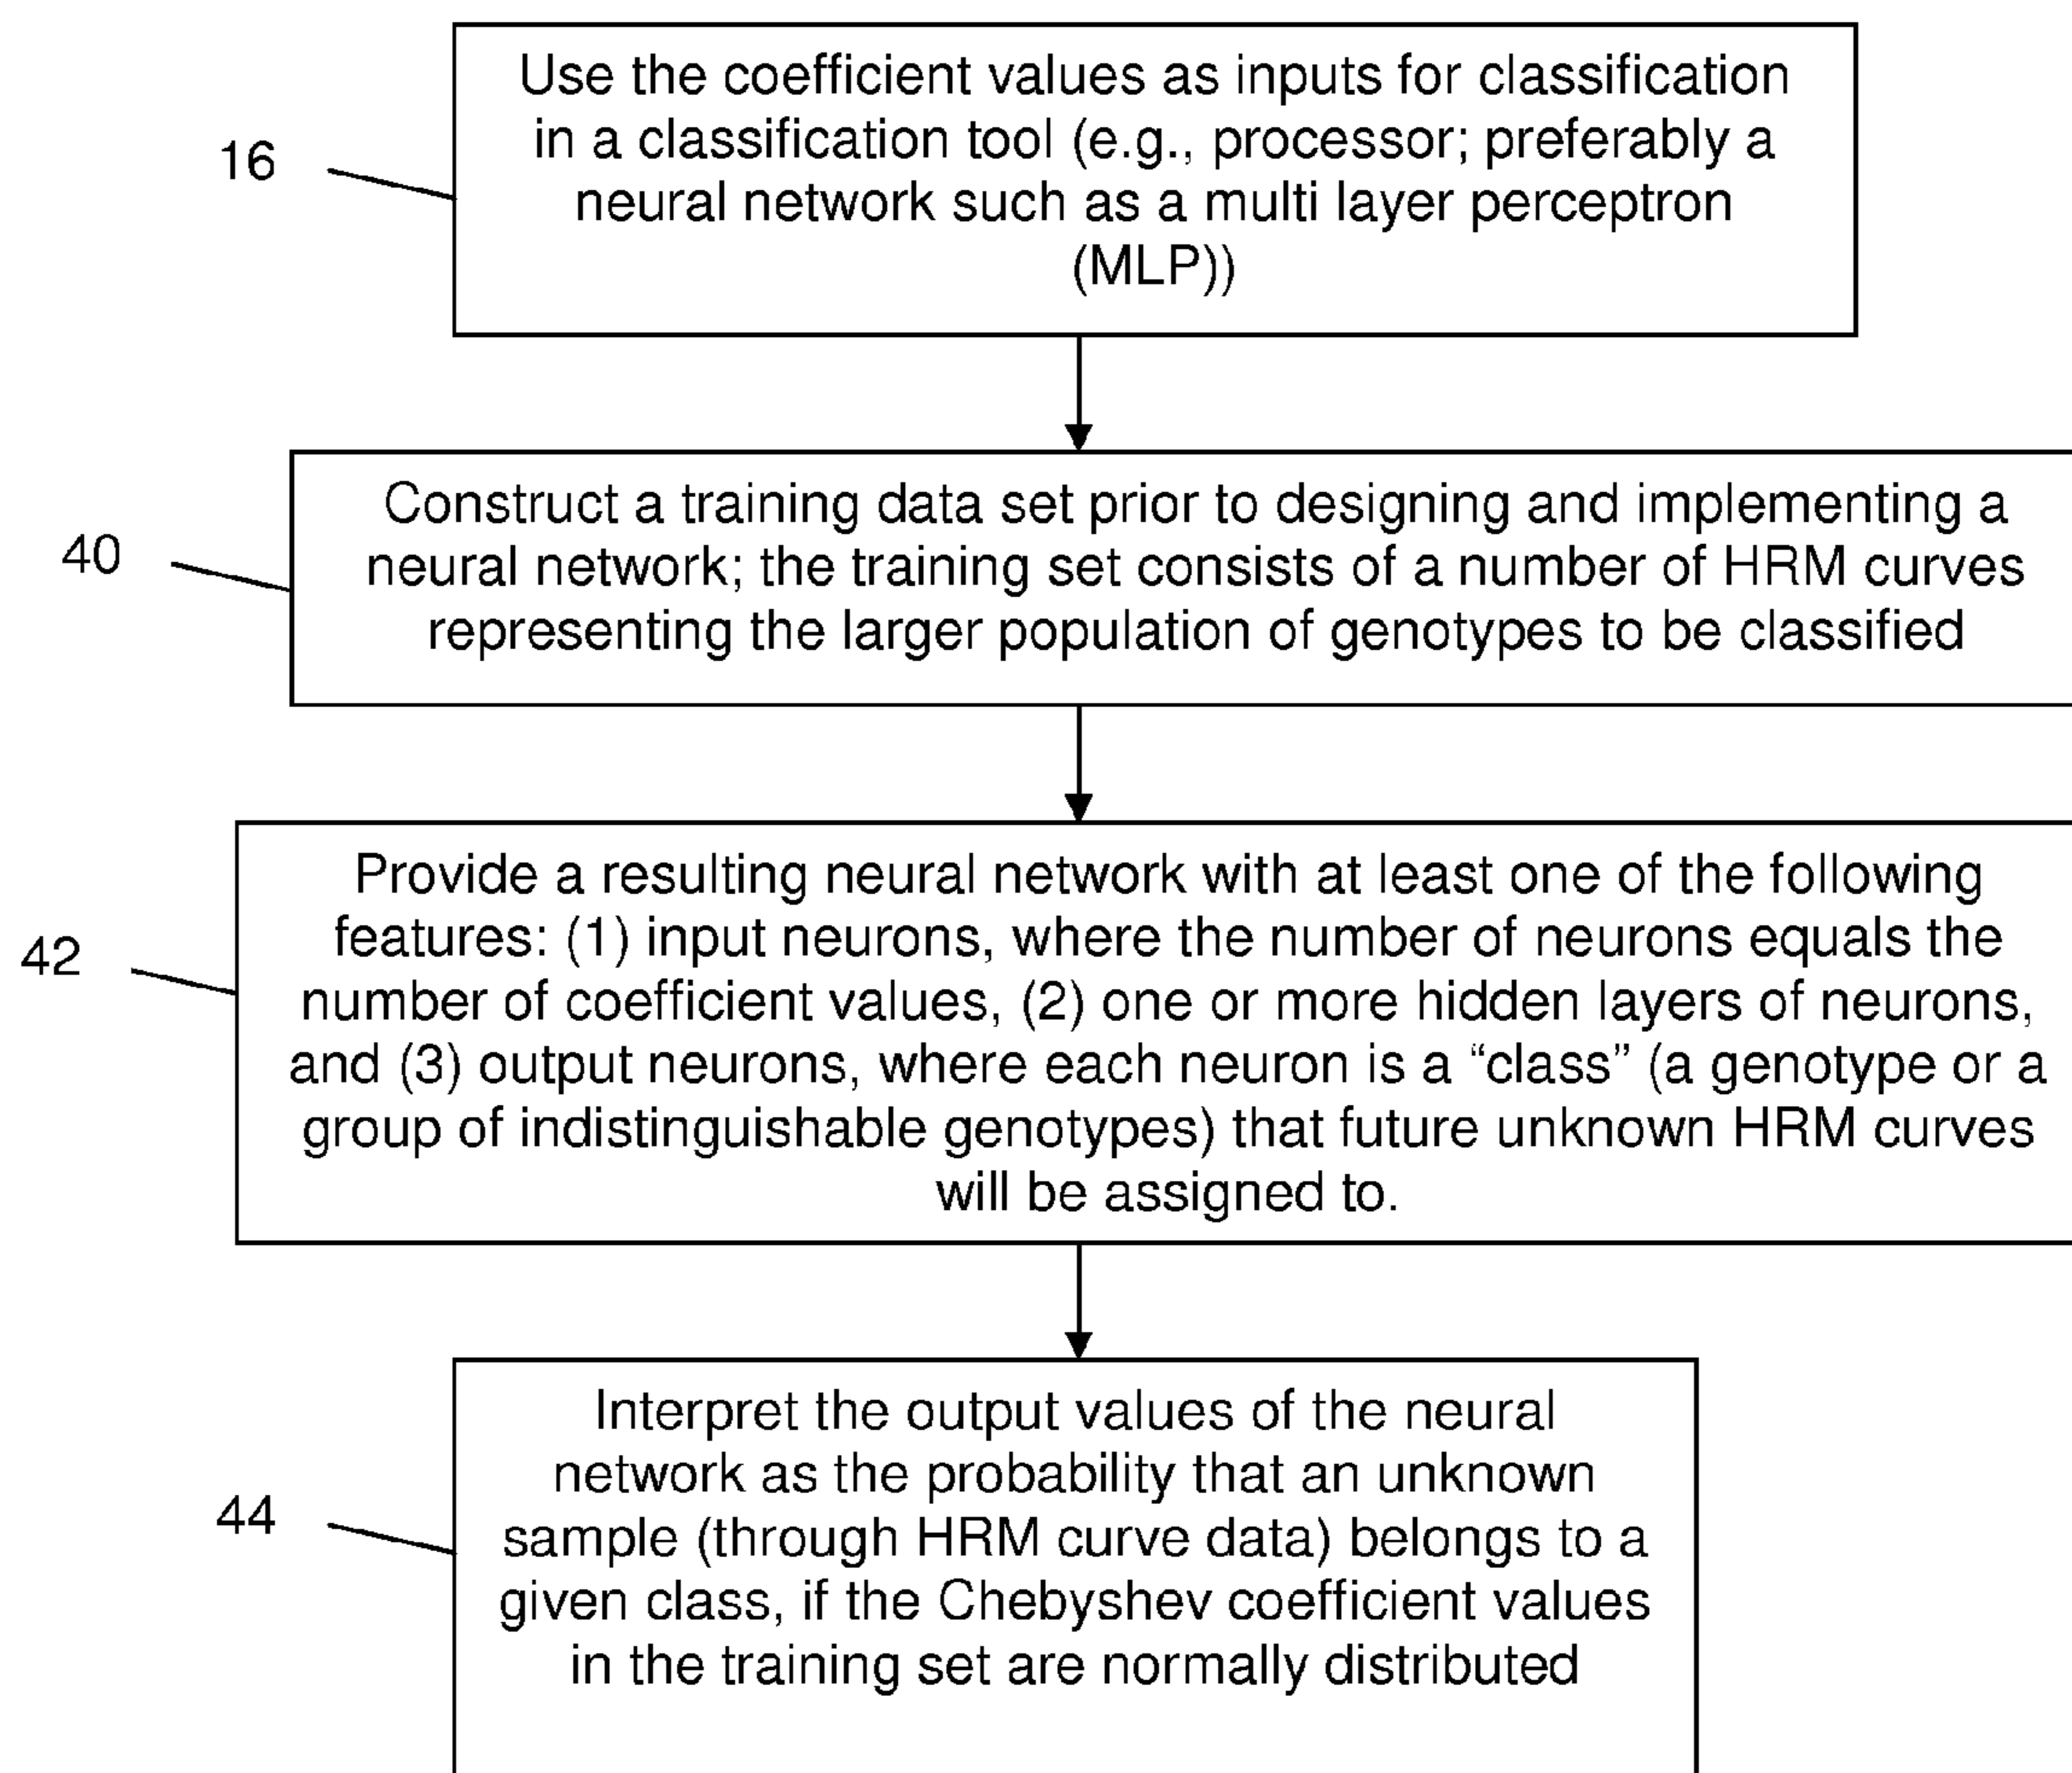 Use the coefficient values as inputs for classification
in a classification tool (e.g., processor; preferably a
neural network such as a multi layer perceptron
(MLP))
16
Construct a training data set prior to designing and implementing a
neural network; the training set consists of a number of HRM curves
representing the larger population of genotypes to be classified
40
Provide a resulting neural network with at least one of the following
features: (1) input neurons, where the number of neurons equals the
number of coefficient values, (2) one or more hidden layers of neurons,
and (3) output neurons, where each neuron is a “class” (a genotype or a
group of indistinguishable genotypes) that future unknown HRM curves
will be assigned to.
42
Interpret the output values of the neural
network as the probability that an unknown
sample (through HRM curve data) belongs to a
given class, if the Chebyshev coefficient values
in the training set are normally distributed
44